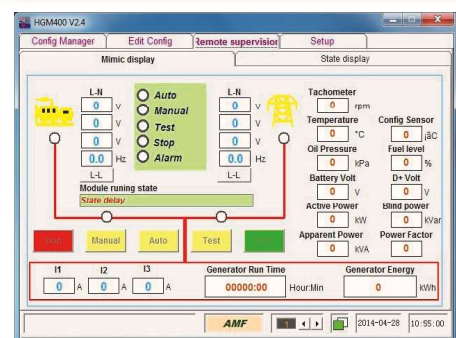 HGM400 V2.4
Config Manager Edit Config Remote supervision Setup
Mimic display State display
L-N L-N
0 V 0 V
0 V 0 V
0 V 0 V
0.0 Hz 0.0 Hz
L-L L-L
Auto
Manual
Test
Stop
Alarm
Module runing state
State delay
Stop Manual Auto Test
Tachometer
0 rpm
Temperature Config Sensor
0 °C 0 ¡ãC
Oil Pressure Fuel level
0 kPa 0 %
Battery Volt D+ Volt
0 V 0 V
Active Power Blind power
0 kW 0 kVar
Apparent Power Power Factor
0 kVA 0
I1 I2 I3 Generator Run Time Generator Energy
0 A 0 A 0 A 00000:00 Hour:Min 0 kWh
AMF 1 2014-04-28 10:55:00